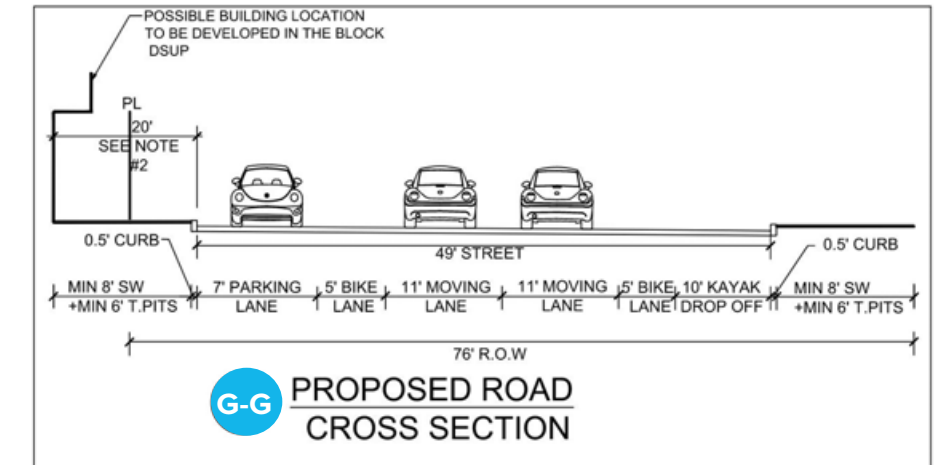 POSSIBLE BUILDING LOCATION
TO BE DEVELOPED IN THE BLOCK
DSUP
PL
20'
SEE NOTE
#2
0.5' CURB
49' STREET
0.5' CURB
MIN 8' SW
+MIN 6' T.PITS
7' PARKING
LANE
5' BIKE
LANE
11' MOVING
LANE
11' MOVING
LANE
5' BIKE
LANE
10' KAYAK
DROP OFF
MIN 8' SW
+MIN 6' T.PITS
76' R.O.W
G-G
PROPOSED ROAD
CROSS SECTION